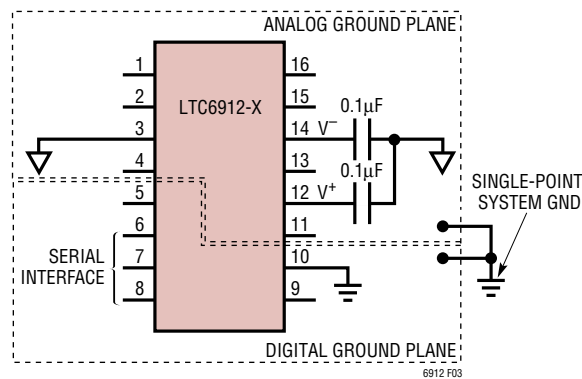 ANALOG GROUND PLANE
1
16
2
15
LTC6912-X
0.1µF
3
14 V–
4
13
0.1µF
5
12 V+
SINGLE-POINT
SYSTEM GND
6
11
SERIAL
INTERFACE
7
10
8
9
DIGITAL GROUND PLANE
6912 F03